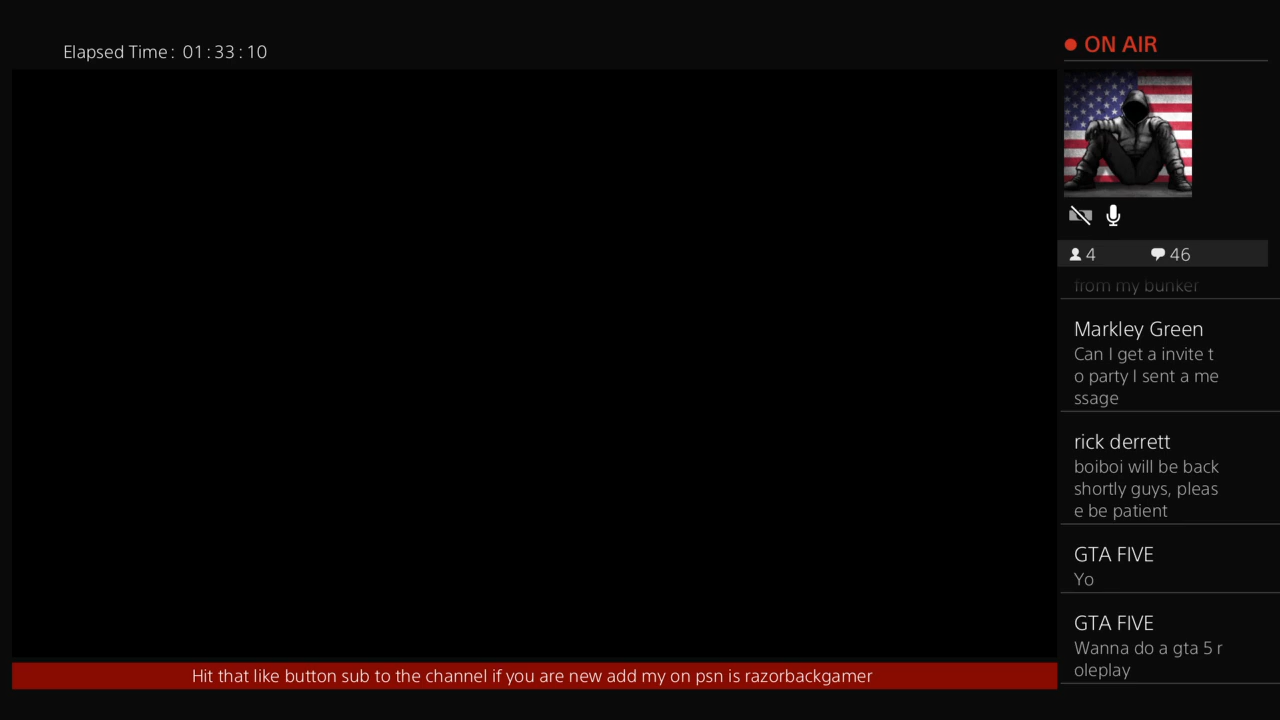 Elapsed Time: 01:33:10
ON AIR
4 46
from my bunker
Markley Green
Can I get a invite t
o party I sent a me
ssage
rick derrett
boiboi will be back
shortly guys, pleas
e be patient
GTA FIVE
Yo
GTA FIVE
Wanna do a gta 5 r
oleplay
Hit that like button sub to the channel if you are new add my on psn is razorbackgamer